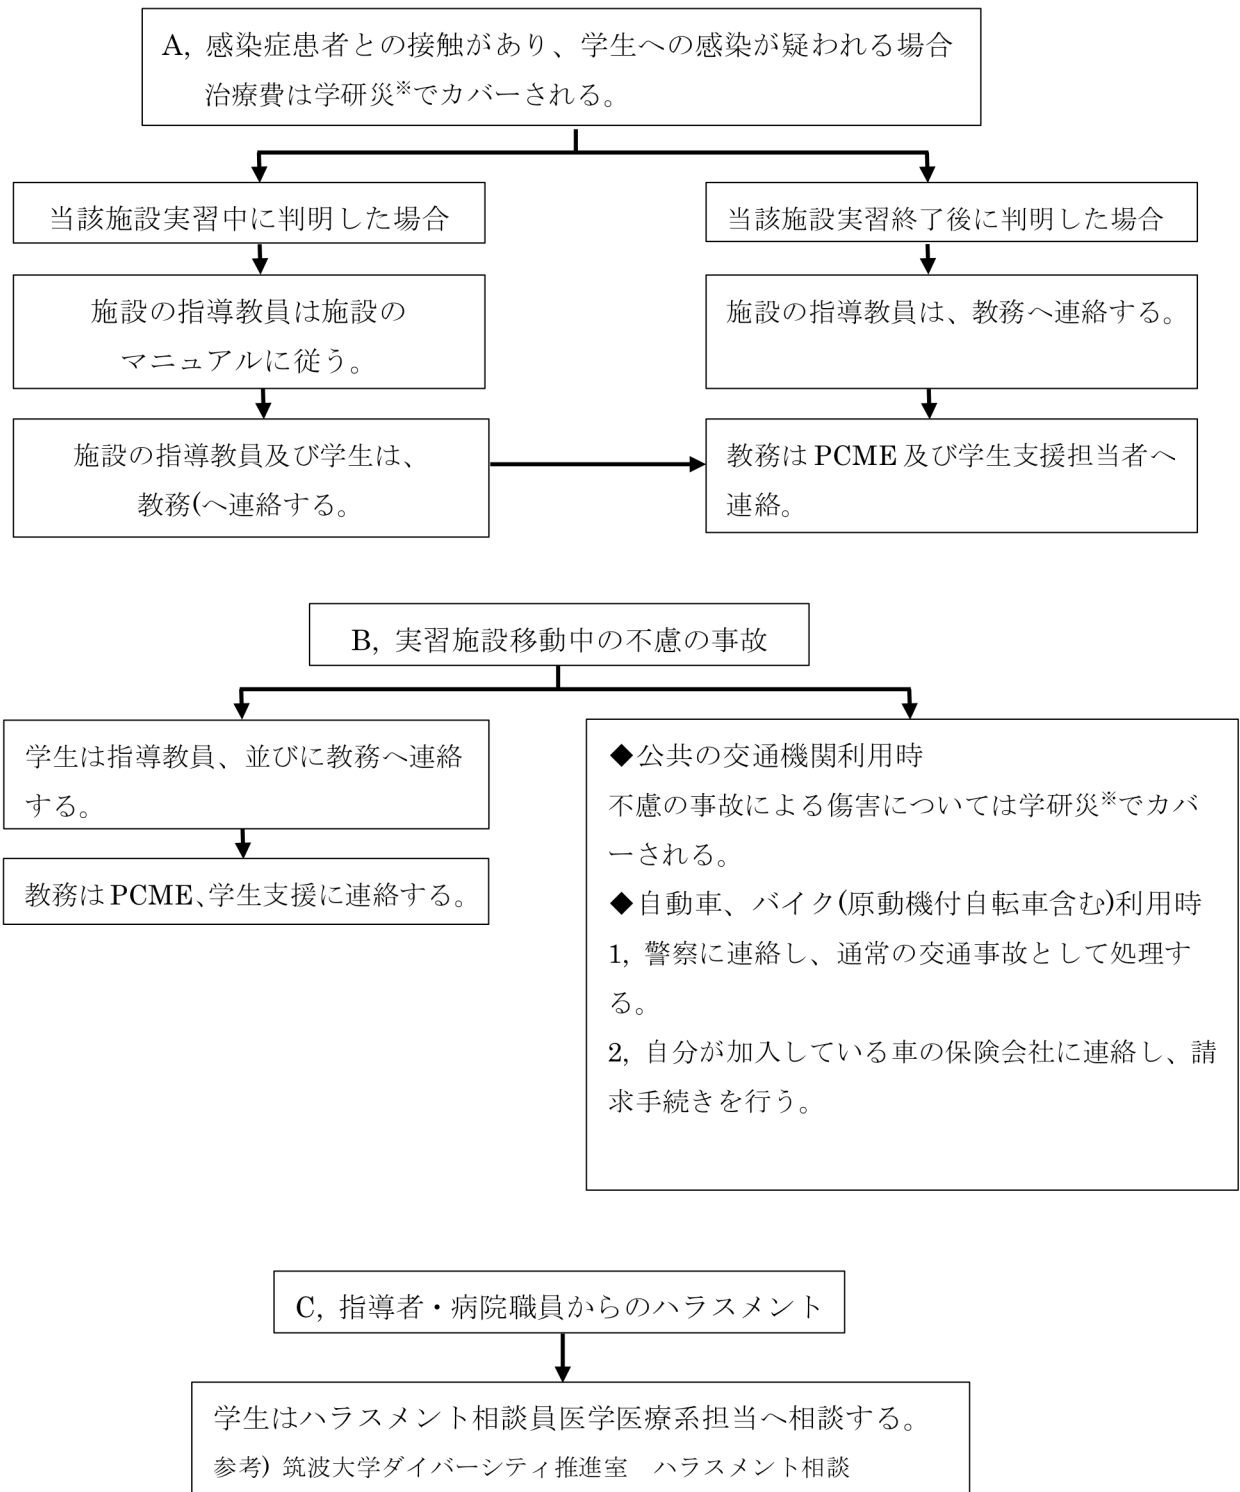 A, 感染症患者との接触があり、学生への感染が疑われる場合
治療費は学研災※でカバーされる。
当該施設実習中に判明した場合
当該施設実習終了後に判明した場合
施設の指導教員は施設の
マニュアルに従う。
施設の指導教員は、教務へ連絡する。
施設の指導教員及び学生は、
教務(へ連絡する。
教務は PCME 及び学生支援担当者へ
連絡。
B, 実習施設移動中の不慮の事故
学生は指導教員、並びに教務へ連絡
する。
教務は PCME、学生支援に連絡する。
◆公共の交通機関利用時
不慮の事故による傷害については学研災※でカバ
ーされる。
◆自動車、バイク(原動機付自転車含む)利用時
1, 警察に連絡し、通常の交通事故として処理す
る。
2, 自分が加入している車の保険会社に連絡し、請
求手続きを行う。
C, 指導者・病院職員からのハラスメント
学生はハラスメント相談員医学医療系担当へ相談する。
参考) 筑波大学ダイバーシティ推進室　ハラスメント相談